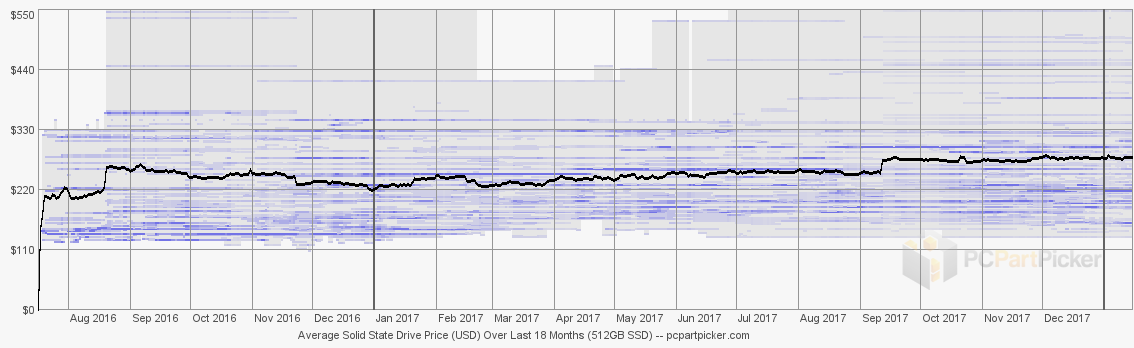 $550
$440
$330
$220
$110
$0
PCPartPicker
Aug 2016 Sep 2016 Oct 2016 Nov 2016 Dec 2016 Jan 2017 Feb 2017 Mar 2017 Apr 2017 May 2017 Jun 2017 Jul 2017 Aug 2017 Sep 2017 Oct 2017 Nov 2017 Dec 2017
Average Solid State Drive Price (USD) Over Last 18 Months (512GB SSD) -- pcpartpicker.com